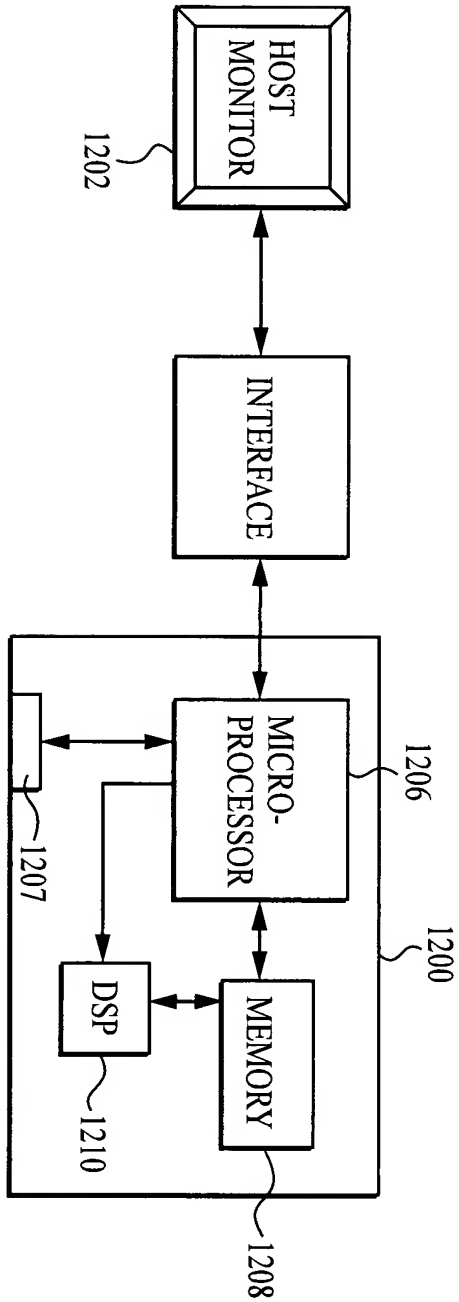 HOST
MONITOR
1202
INTERFACE
MICRO-
PROCESSOR
1206
1207
1200
MEMORY
1208
DSP
1210